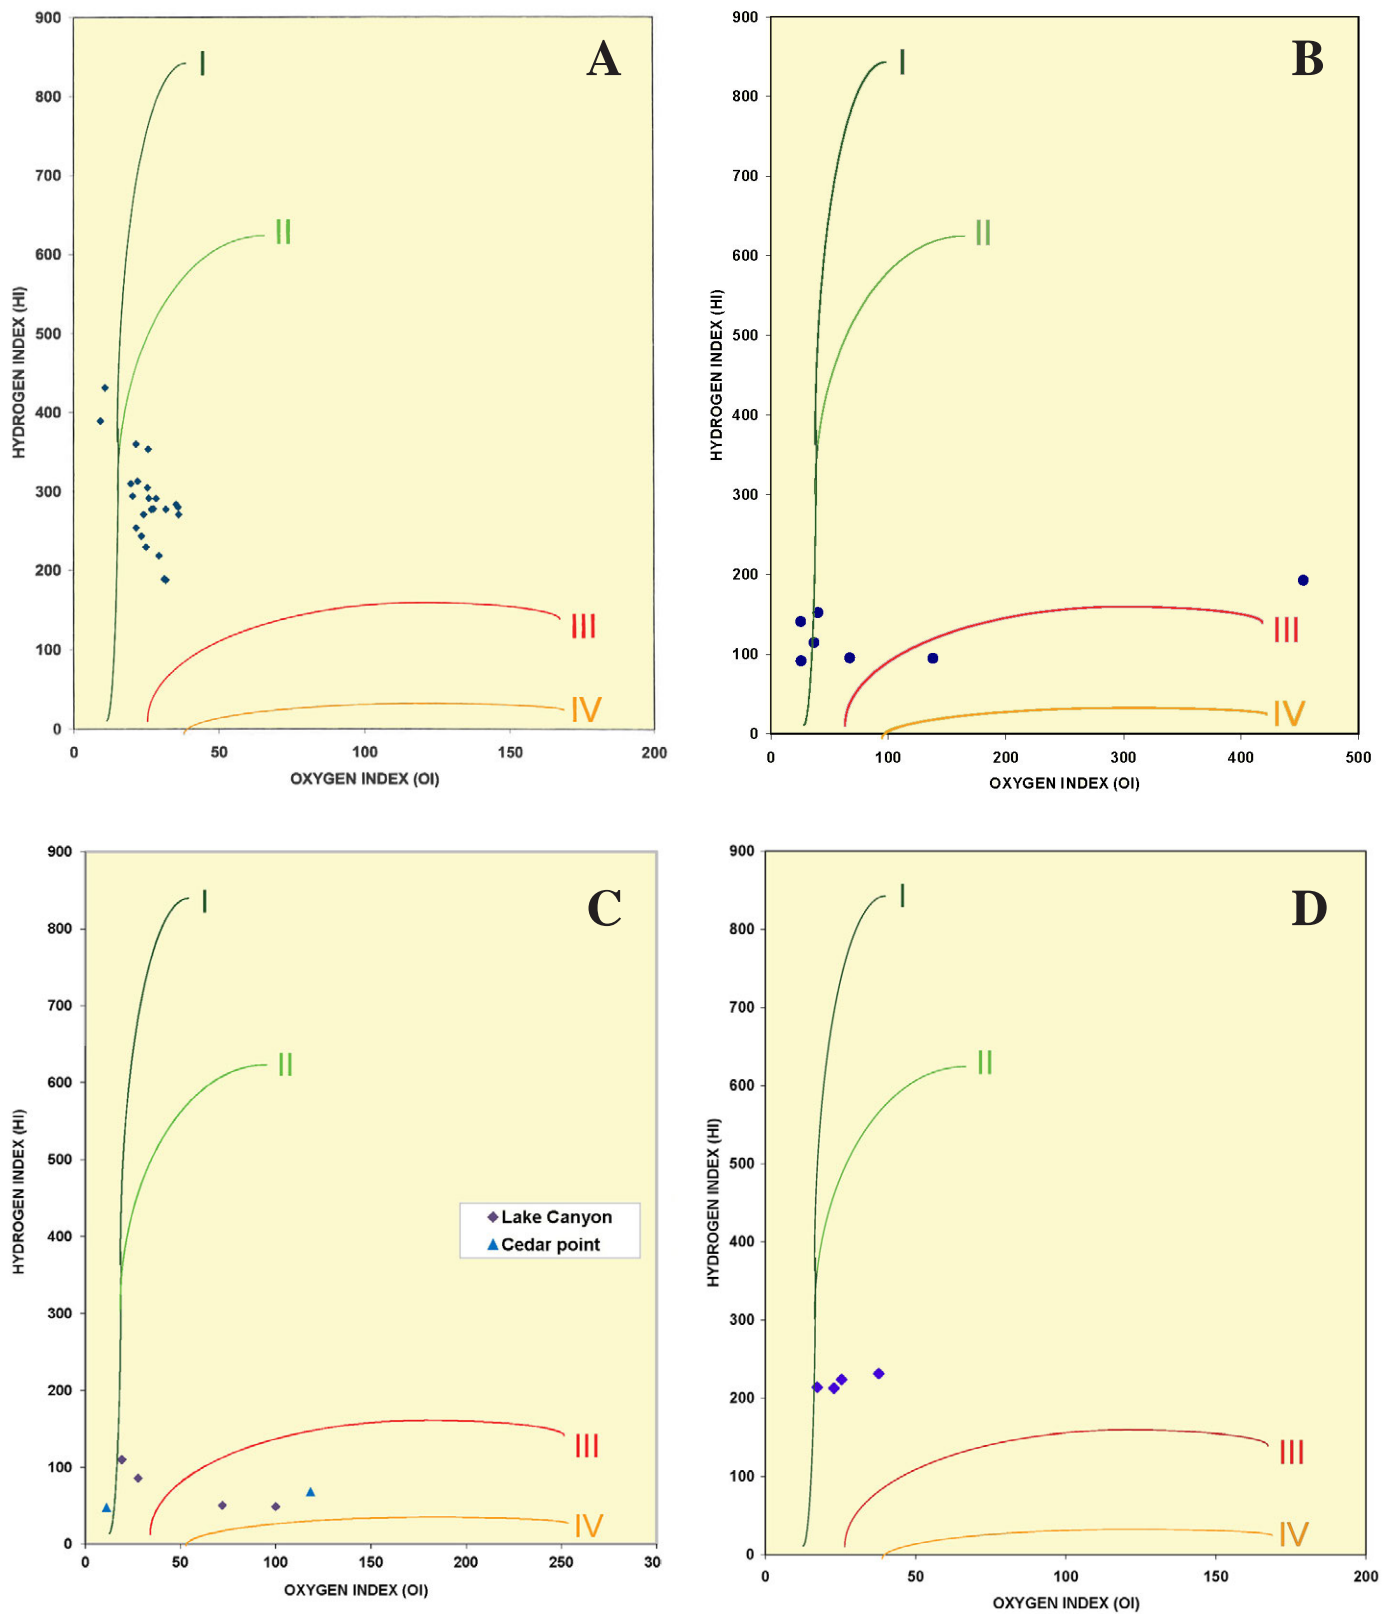 900
800
700
600
500
400
300
200
100
0
HYDROGEN INDEX (HI)
I
II
III
IV
A
0 50 100 150 200
OXYGEN INDEX (OI)
900
800
700
600
500
400
300
200
100
0
HYDROGEN INDEX (HI)
I
II
III
IV
B
0 100 200 300 400 500
OXYGEN INDEX (OI)
900
800
700
600
500
400
300
200
100
0
HYDROGEN INDEX (HI)
I
II
III
IV
C
Lake Canyon
Cedar point
0 50 100 150 200 250 30
OXYGEN INDEX (OI)
900
800
700
600
500
400
300
200
100
0
HYDROGEN INDEX (HI)
I
II
III
IV
D
0 50 100 150 200
OXYGEN INDEX (OI)